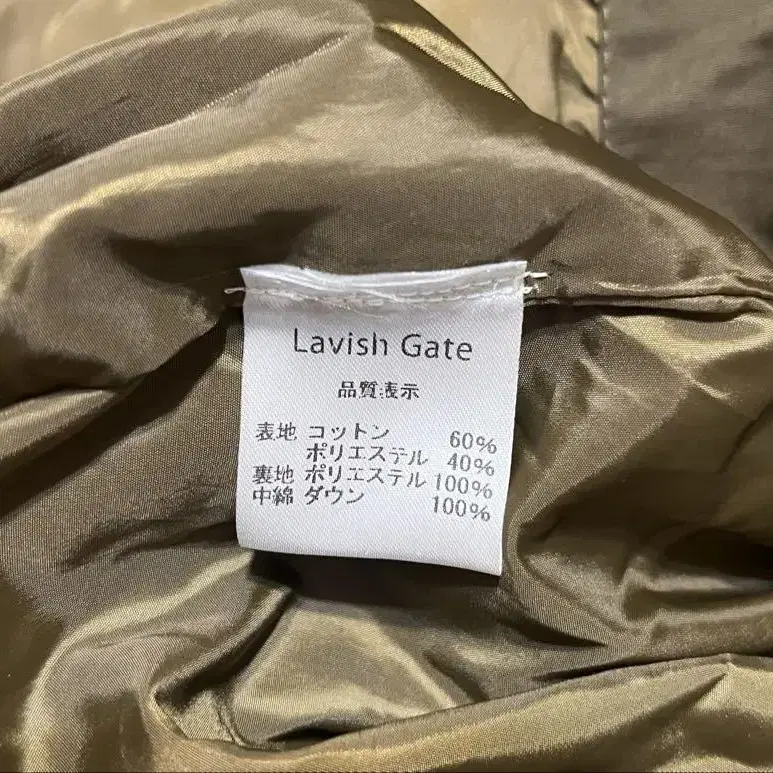 Lavish Gate
品質表示
表地 コットン 60%
ポリエステル 40%
裏地 ポリエステル 100%
中綿 ダウン 100%